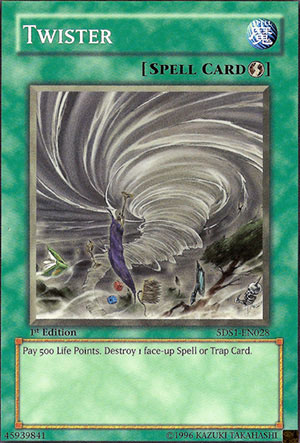 Twister
[Spell Card]
1st Edition
SDS1-EN028
Pay 500 Life Points. Destroy 1 face-up Spell or Trap Card.
45939841
©1996 KAZUKI TAKAHASHI